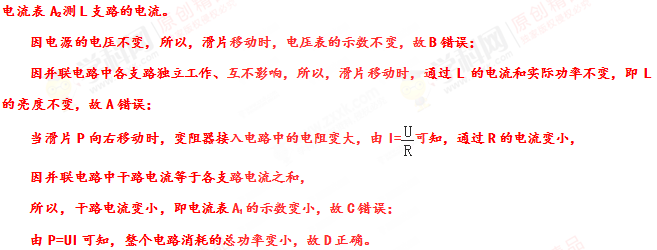 电流表 A₂测 L 支路的电流。
因电源的电压不变，所以，滑片移动时，电压表的示数不变，故 B 错误；
因并联电路中各支路独立工作、互不影响，所以，滑片移动时，通过 L 的电流和实际功率不变，即 L
的亮度不变，故 A 错误；
当滑片 P 向右移动时，变阻器接入电路中的电阻变大，由 I=U/R可知，通过 R 的电流变小，
因并联电路中干路电流等于各支路电流之和，
所以，干路电流变小，即电流表 A₁ 的示数变小，故 C 错误；
由 P=UI 可知，整个电路消耗的总功率变小，故 D 正确。